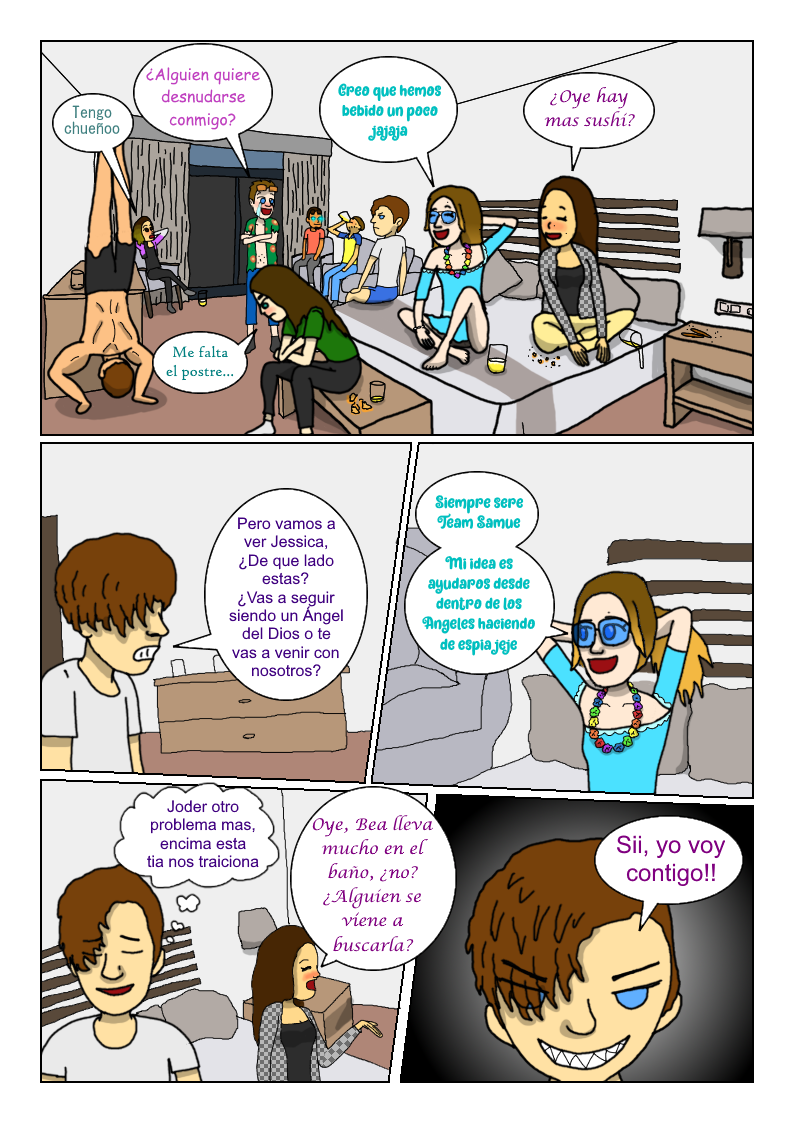 Tengo
chueñoo
¿Alguien quiere
desnudarse
conmigo?
Creo que hemos
bebido un poco
jajaja
¿Oye hay
mas sushi?
Me falta
el postre...
Pero vamos a
ver Jessica,
¿De que lado
estas?
¿Vas a seguir
siendo un Ángel
del Dios o te
vas a venir con
nosotros?
Siempre sere
Team Samue
Mi idea es
ayudaros desde
dentro de los
Angeles haciendo
de espia jeje
Joder otro
problema mas,
encima esta
tia nos traiciona
Oye, Bea lleva
mucho en el
baño, ¿no?
¿Alguien se
viene a
buscarla?
Sii, yo voy
contigo!!